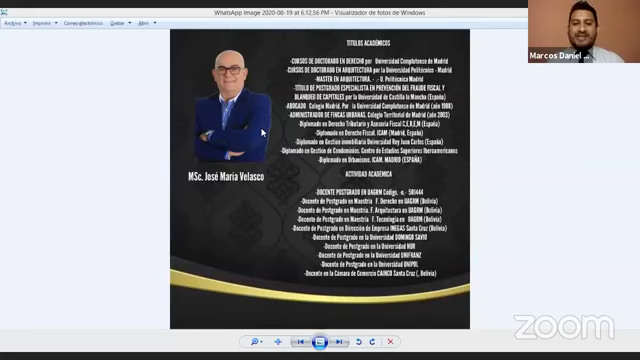 WhatsApp Image 2020-08-19 at 6.12.56 PM - Visualizador de fotos de Windows
Archivo Imprimir Correo electrónico Grabar Abrir
Marcos Daniel ...
TITULOS ACADÉMICOS
-CURSOS DE DOCTORADO EN DERECHO por Universidad Complutense de Madrid
-CURSOS DE DOCTORADO EN ARQUITECTURA por la Universidad Politécnica - Madrid
-MASTER EN ARQUITECTURA. - .- U. Politécnica Madrid
-TÍTULO DE POSTGRADO ESPECIALISTA EN PREVENCIÓN DEL FRAUDE FISCAL Y
BLANQUEO DE CAPITALES por la Universidad de Castilla la Mancha (España)
-ABOGADO Colegio Madrid. Por la Universidad Complutense de Madrid (año 1988)
-ADMINISTRADOR DE FINCAS URBANAS. Colegio Territorial de Madrid (año 2003)
-Diplomado en Derecho Tributario y Asesoría Fiscal C.E.R.E.M (España)
-Diplomado en Derecho Fiscal. ICAM (Madrid, España)
-Diplomado en Gestión inmobiliaria Universidad Rey Juan Carlos (España)
-Diplomado en Gestión de Condominios. Centro de Estudios Superiores Iberoamericanos
-Diplomado en Urbanismo. ICAM. MADRID (ESPAÑA)
MSc. José María Velasco
ACTIVIDAD ACADEMICA
-DOCENTE POSTGRADO EN UAGRM Código. -n.- 501444
-Docente de Postgrado en Maestría F. Derecho en UAGRM (Bolivia)
-Docente de Postgrado en Maestría. F. Arquitectura en UAGRM (Bolivia)
-Docente de Postgrado en Maestría F. Tecnología en UAGRM (Bolivia)
-Docente de Postgrado en Dirección de Empresa INEGAS Santa Cruz (Bolivia)
-Docente de Postgrado en la Universidad DOMINGO SAVIO
-Docente de Postgrado en la Universidad NUR
-Docente de Postgrado en la Universidad UNIFRANZ
-Docente de Postgrado en la Universidad UNIPOL
-Docente en la Cámara de Comercio CAINCO Santa Cruz (, Bolivia)
zoom